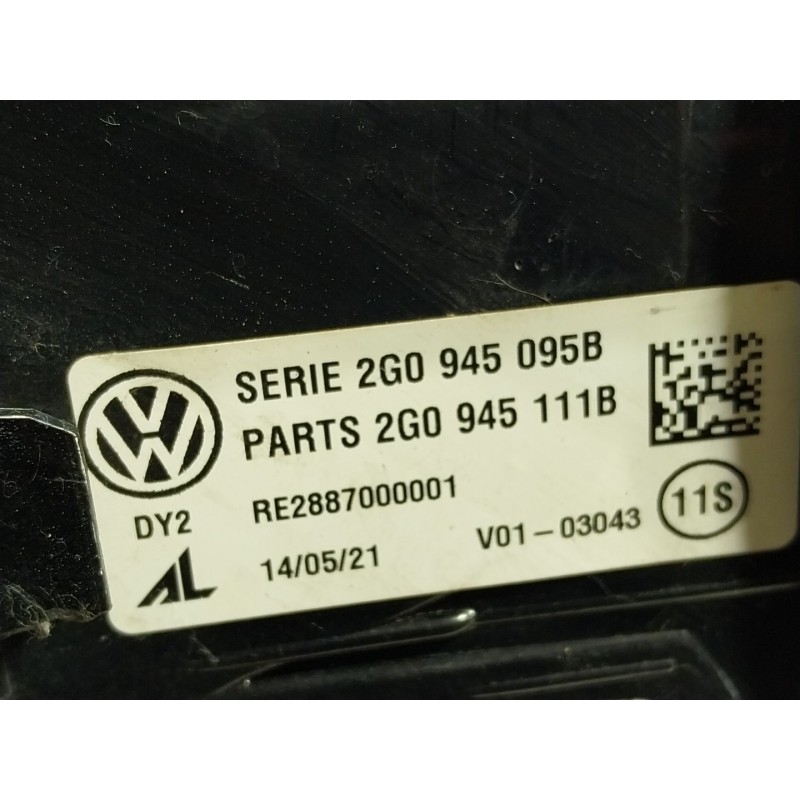 SERIE 2G0 945 095B
PARTS 2G0 945 111B
DY2
RE2887000001
AL
14/05/21
V01-03043
11S